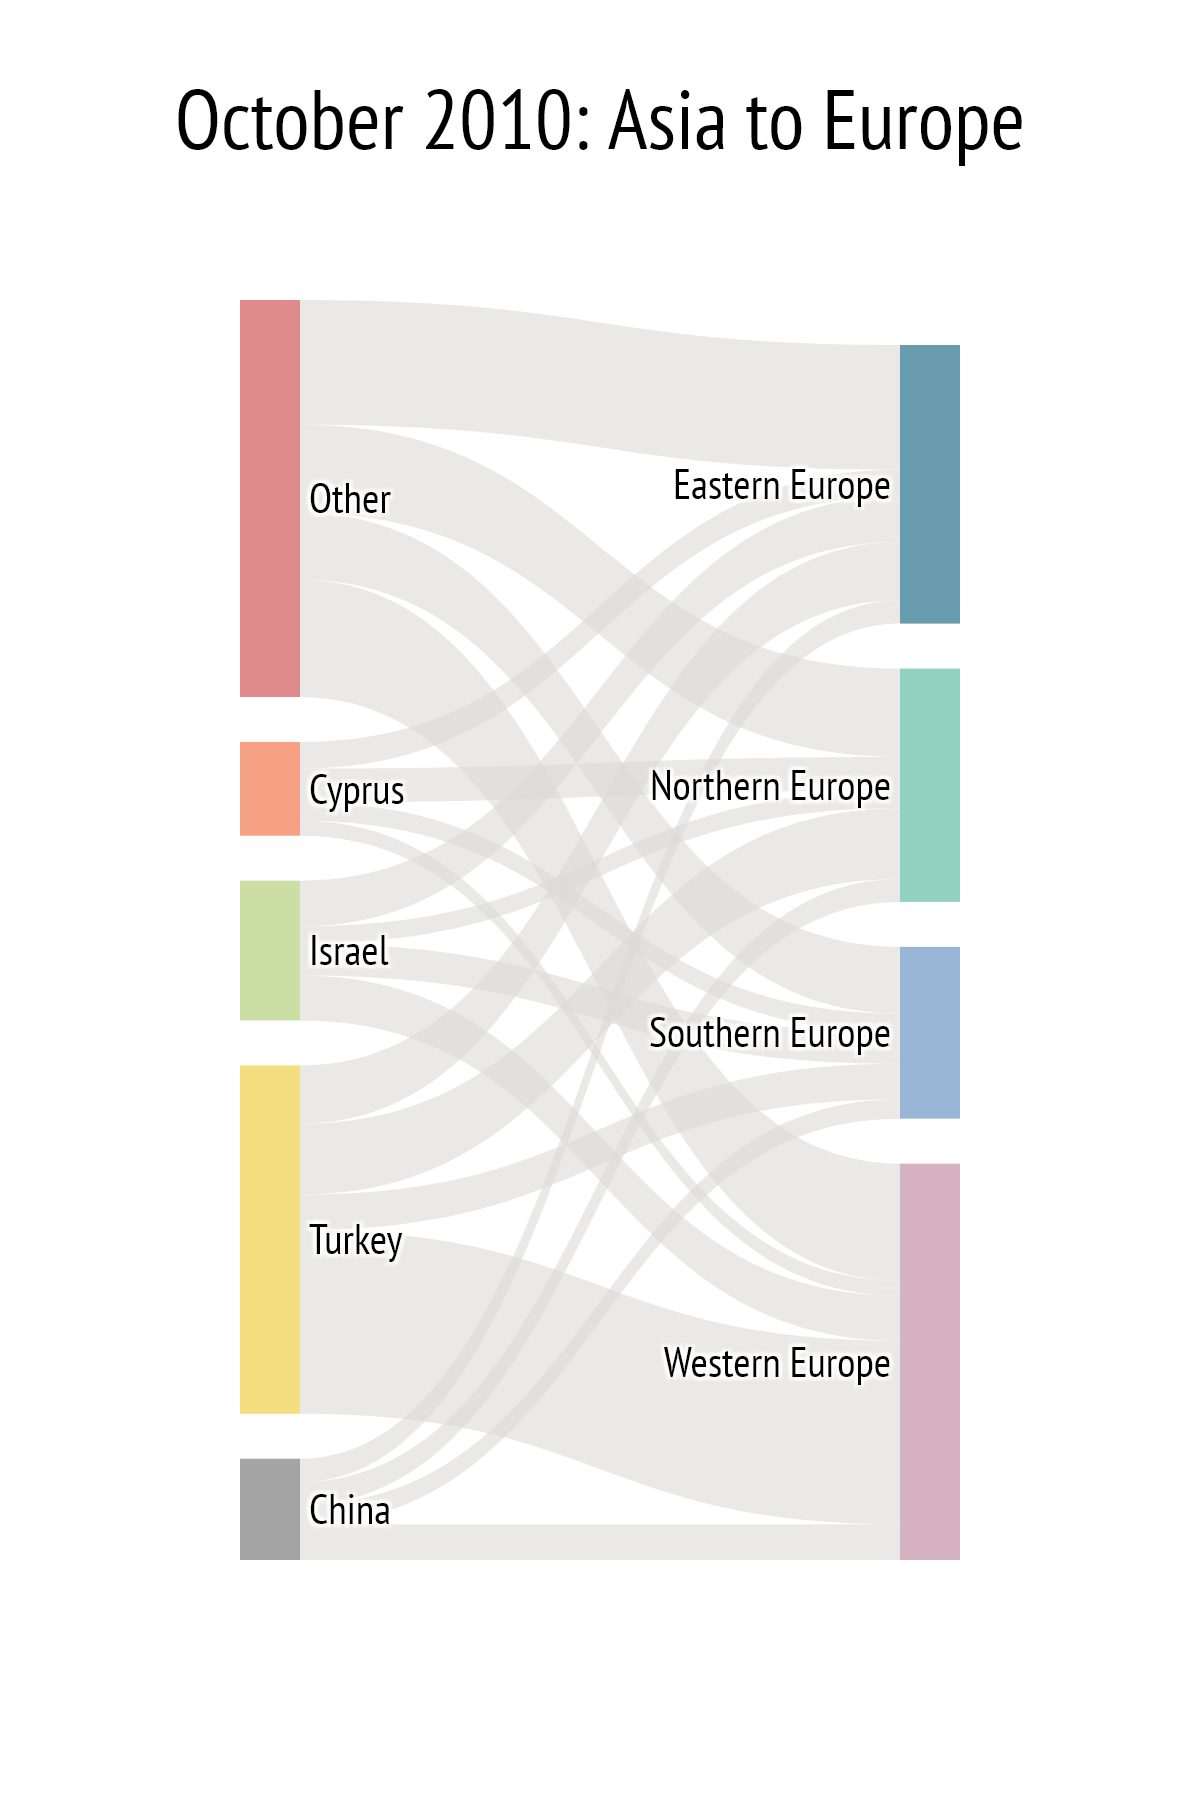 October 2010: Asia to Europe
Other
Cyprus
Israel
Turkey
China
Eastern Europe
Northern Europe
Southern Europe
Western Europe